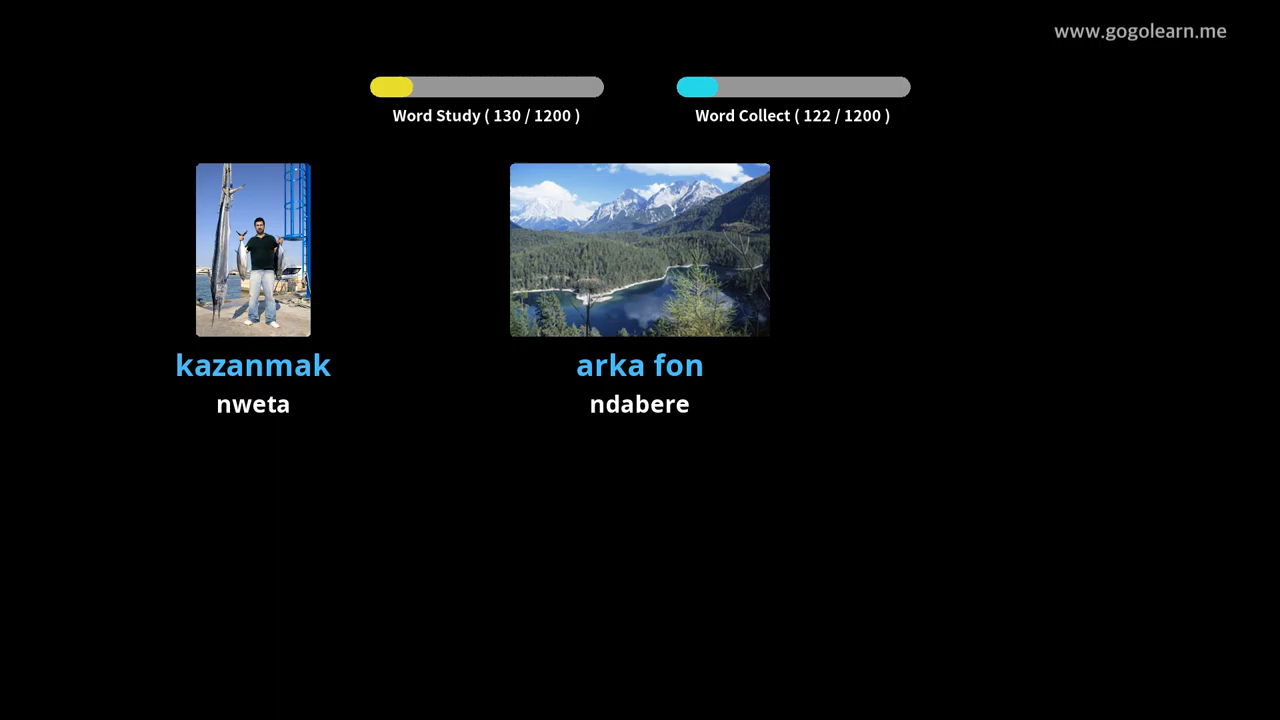 www.gogolearn.me
Word Study ( 130 / 1200 )
Word Collect ( 122 / 1200 )
kazanmak
nweta
arka fon
ndabere